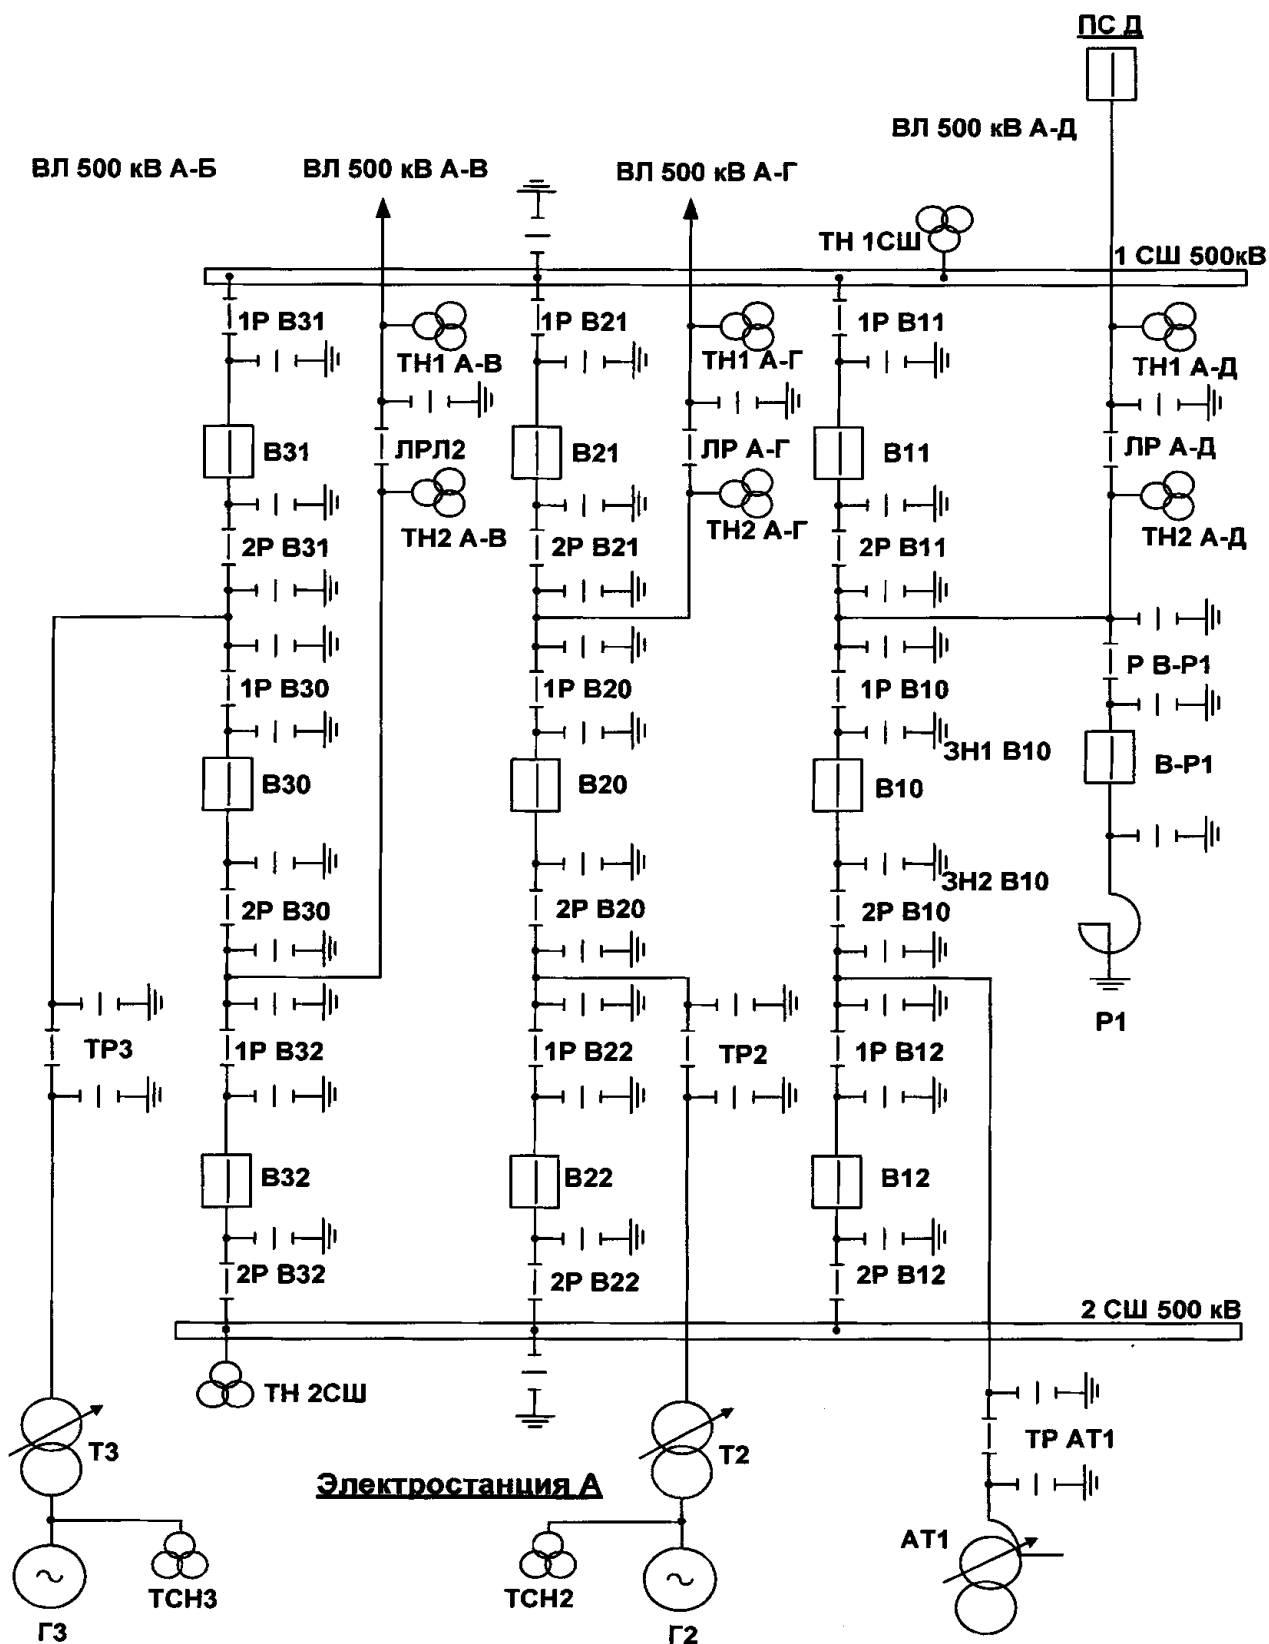 ПС Д
ВЛ 500 кВ А-Д
ВЛ 500 кВ А-Б
ВЛ 500 кВ А-В
ВЛ 500 кВ А-Г
ТН 1СШ
1 СШ 500кВ
1Р В31
1Р В21
1Р В11
ТН1 А-В
ТН1 А-Г
ТН1 А-Д
В31
ЛРЛ2
В21
ЛР А-Г
В11
ЛР А-Д
ТН2 А-В
ТН2 А-Г
ТН2 А-Д
2Р В31
2Р В21
2Р В11
1Р В30
1Р В20
1Р В10
Р В-Р1
ЗН1 В10
В30
В20
В10
В-Р1
ЗН2 В10
2Р В30
2Р В20
2Р В10
Р1
ТР3
1Р В32
1Р В22
ТР2
1Р В12
В32
В22
В12
2Р В32
2Р В22
2Р В12
2 СШ 500 кВ
ТН 2СШ
Т3
Т2
ТР АТ1
Электростанция А
АТ1
~
~
ТСН3
ТСН2
Г3
Г2